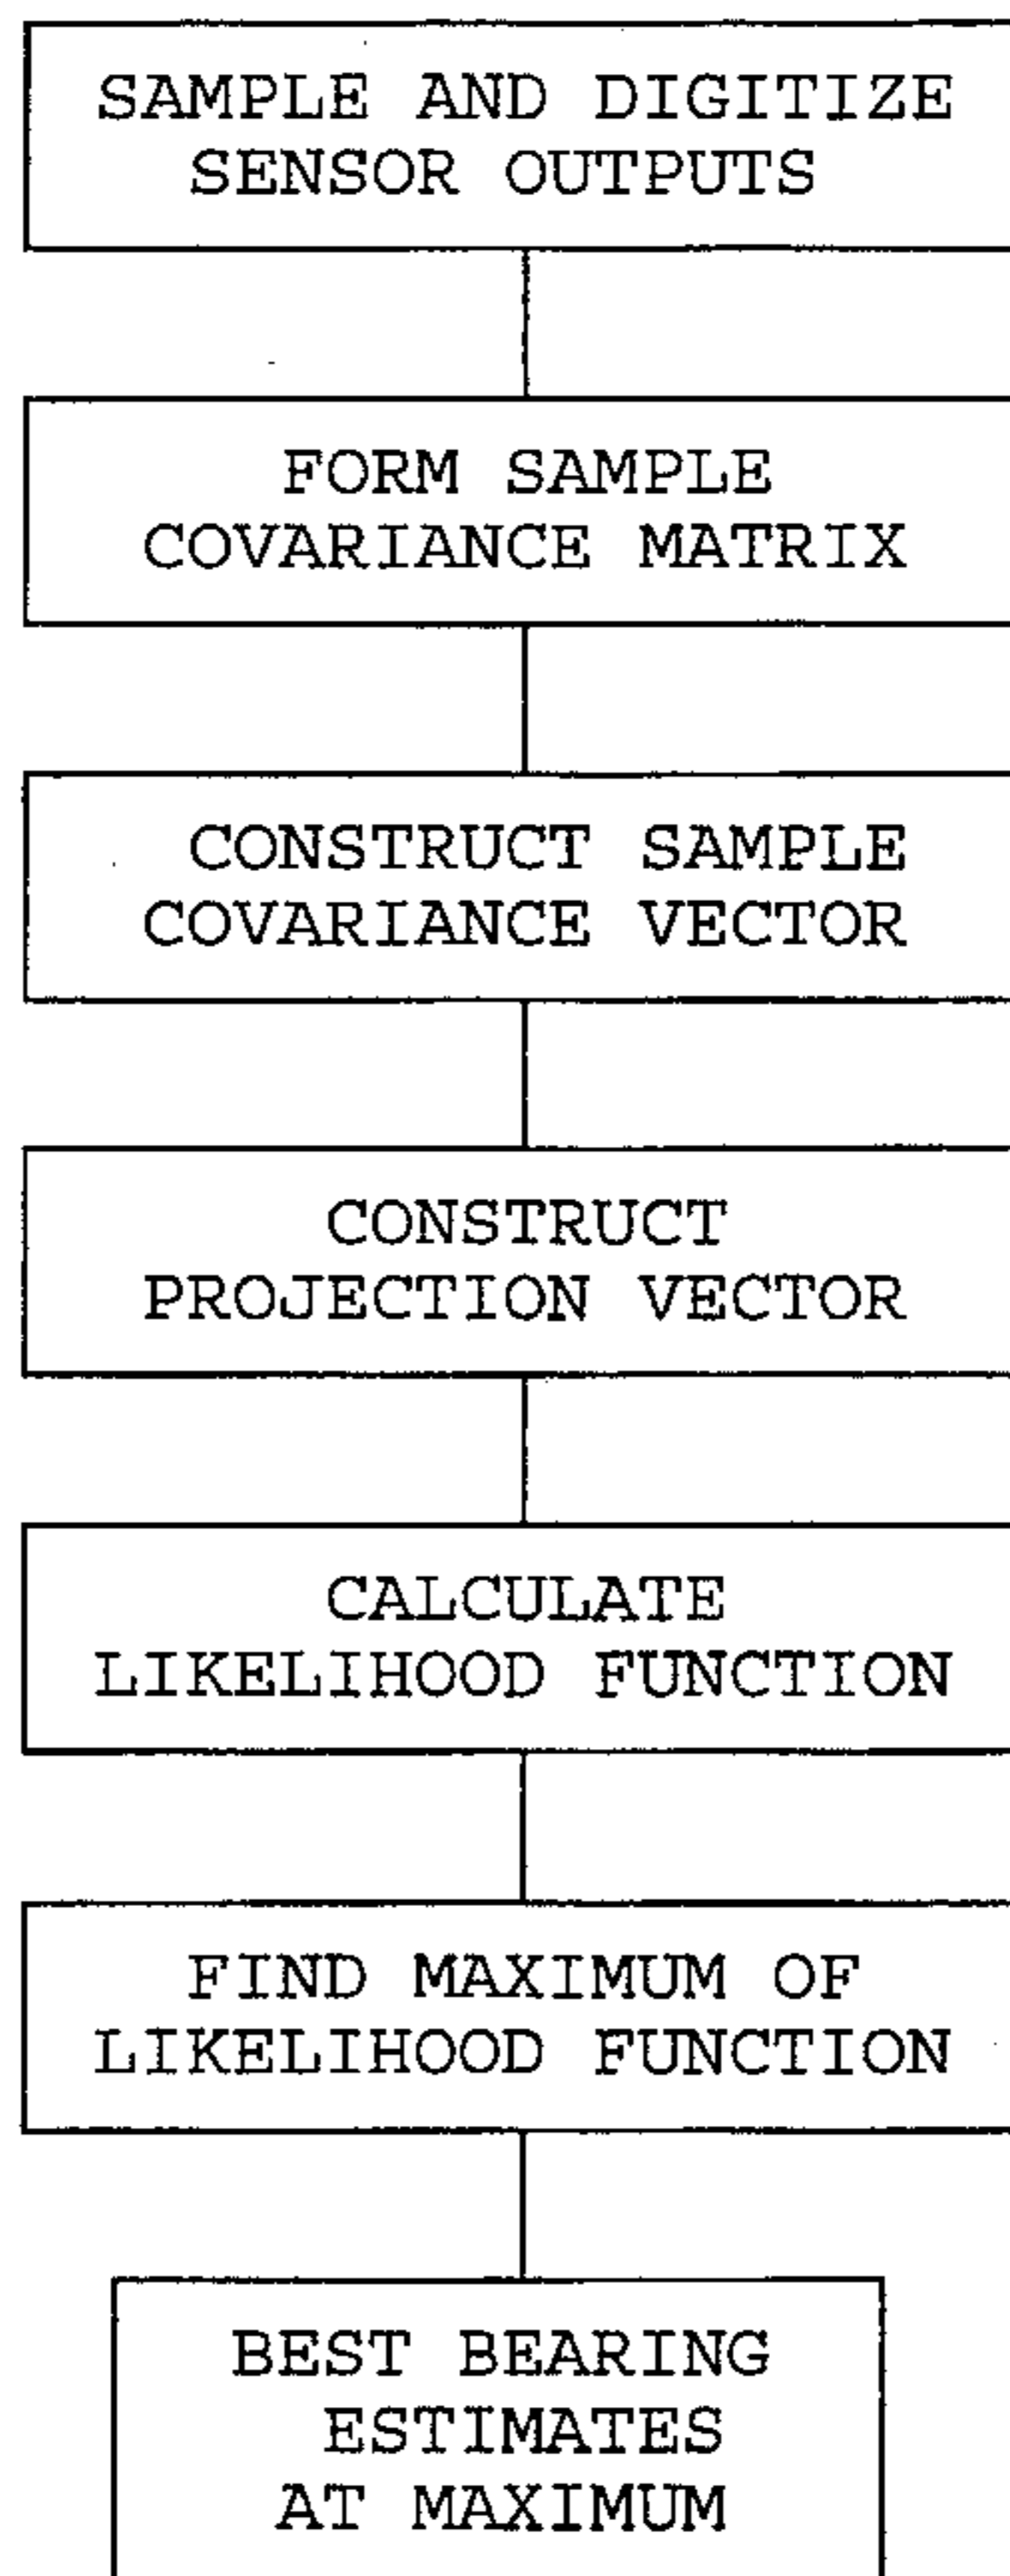 SAMPLE AND DIGITIZE
SENSOR OUTPUTS
FORM SAMPLE
COVARIANCE MATRIX
CONSTRUCT SAMPLE
COVARIANCE VECTOR
CONSTRUCT
PROJECTION VECTOR
CALCULATE
LIKELIHOOD FUNCTION
FIND MAXIMUM OF
LIKELIHOOD FUNCTION
BEST BEARING
ESTIMATES
AT MAXIMUM